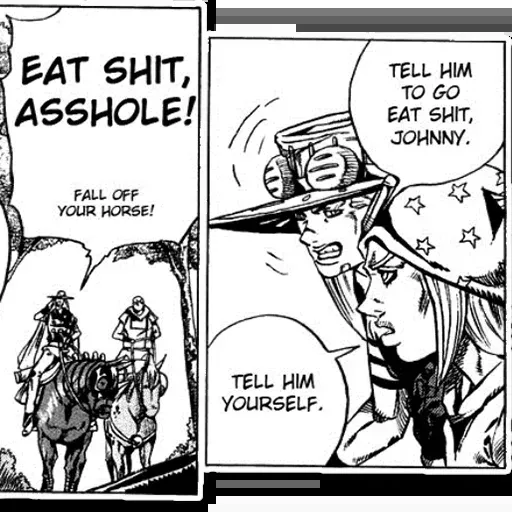 TELL HIM
TO GO
EAT SHIT,
JOHNNY.
TELL HIM
YOURSELF.
EAT SHIT,
ASSHOLE!
FALL OFF
YOUR HORSE!